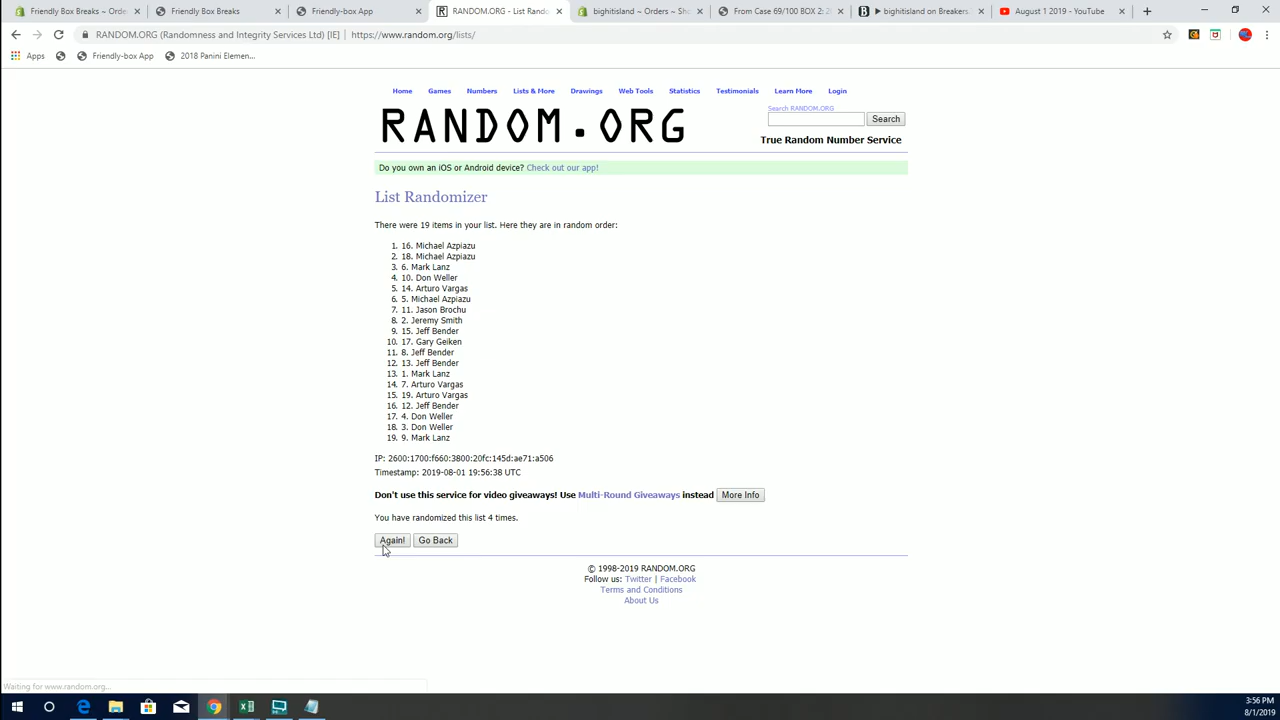 Friendly Box Breaks ~ Orde
Friendly Box Breaks
Friendly-box App
RANDOM.ORG - List Rando
bighitisland ~ Orders ~ Sh
From Case 69/100 BOX 2: 2
▶ bighitisland on Breakers.
August 1 2019 - YouTube
RANDOM.ORG (Randomness and Integrity Services Ltd) [IE] | https://www.random.org/lists/
Apps
Friendly-box App
2018 Panini Elemen...
Home Games Numbers Lists & More Drawings Web Tools Statistics Testimonials Learn More Login
RANDOM.ORG
Search RANDOM.ORG
Search
True Random Number Service
Do you own an iOS or Android device? Check out our app!
List Randomizer
There were 19 items in your list. Here they are in random order:
1. 16. Michael Azpiazu
2. 18. Michael Azpiazu
3. 6. Mark Lanz
4. 10. Don Weller
5. 14. Arturo Vargas
6. 5. Michael Azpiazu
7. 11. Jason Brochu
8. 2. Jeremy Smith
9. 15. Jeff Bender
10. 17. Gary Geiken
11. 8. Jeff Bender
12. 13. Jeff Bender
13. 1. Mark Lanz
14. 7. Arturo Vargas
15. 19. Arturo Vargas
16. 12. Jeff Bender
17. 4. Don Weller
18. 3. Don Weller
19. 9. Mark Lanz
IP: 2600:1700:f660:3800:20fc:145d:ae71:a506
Timestamp: 2019-08-01 19:56:38 UTC
Don't use this service for video giveaways! Use Multi-Round Giveaways instead More Info
You have randomized this list 4 times.
Again! Go Back
© 1998-2019 RANDOM.ORG
Follow us: Twitter | Facebook
Terms and Conditions
About Us
Waiting for www.random.org...
3:56 PM
8/1/2019